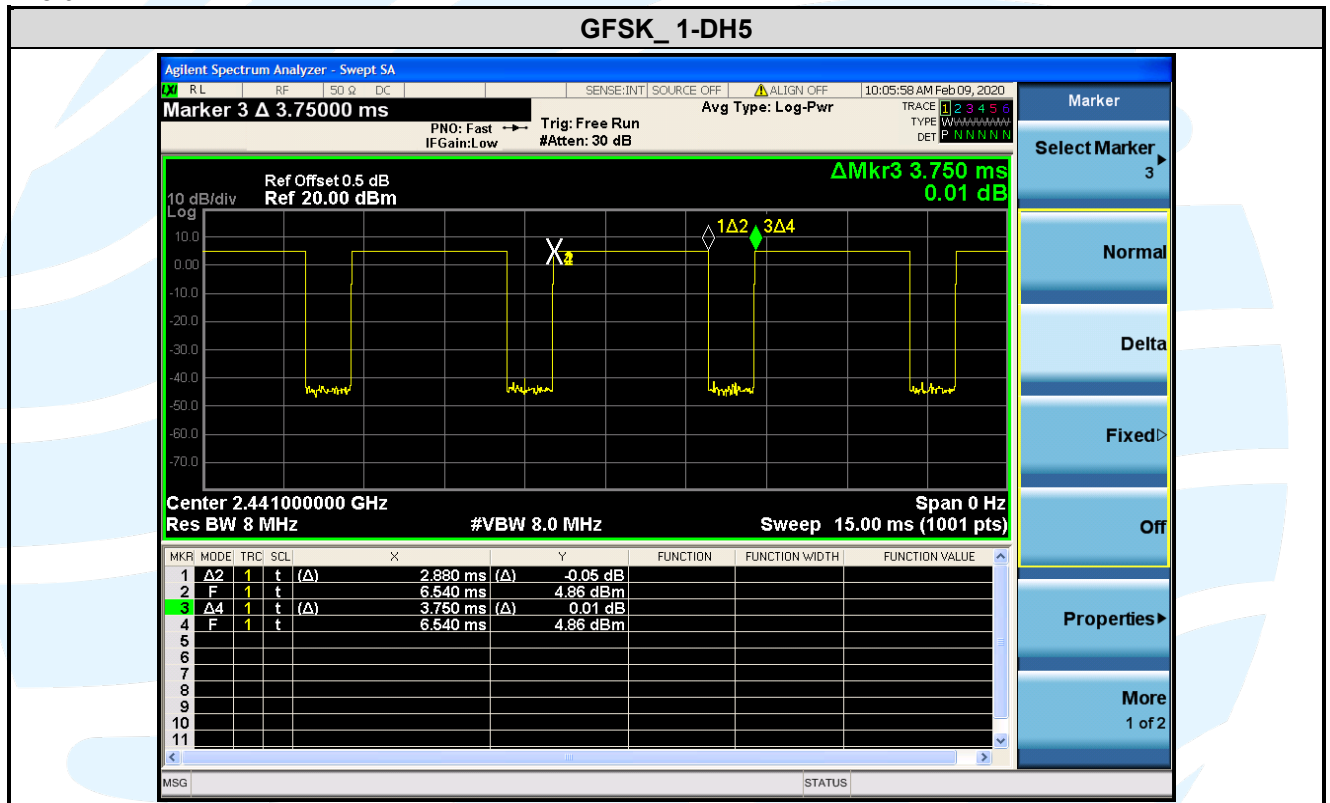 GFSK_ 1-DH5
Agilent Spectrum Analyzer - Swept SA
LXI RL RF 50 Ω DC SENSE:INT SOURCE OFF ALIGN OFF 10:05:58 AM Feb 09, 2020
Marker 3 Δ 3.75000 ms
PNO: Fast
IFGain:Low
Trig: Free Run
#Atten: 30 dB
Avg Type: Log-Pwr
TRACE 1 2 3 4 5 6
TYPE WWWWWW
DET P N N N N N
ΔMkr3 3.750 ms
0.01 dB
Ref Offset 0.5 dB
10 dB/div Ref 20.00 dBm
Log
10.0
0.00
-10.0
-20.0
-30.0
-40.0
-50.0
-60.0
-70.0
1Δ2 3Δ4
X
Center 2.441000000 GHz Span 0 Hz
Res BW 8 MHz #VBW 8.0 MHz Sweep 15.00 ms (1001 pts)
MKR MODE TRC SCL X Y FUNCTION FUNCTION WIDTH FUNCTION VALUE
1 Δ2 1 t (Δ) 2.880 ms (Δ) -0.05 dB
2 F 1 t 6.540 ms 4.86 dBm
3 Δ4 1 t (Δ) 3.750 ms (Δ) 0.01 dB
4 F 1 t 6.540 ms 4.86 dBm
5
6
7
8
9
10
11
MSG STATUS
Marker
Select Marker
3
Normal
Delta
Fixed
Off
Properties
More
1 of 2